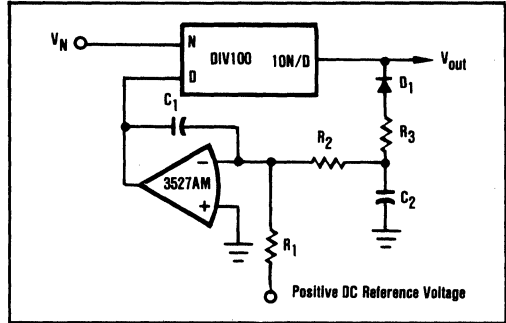 V_N
N
DIV100
10N/D
D
V_out
D_1
C_1
R_3
R_2
3527AM
−
+
C_2
R_1
Positive DC Reference Voltage